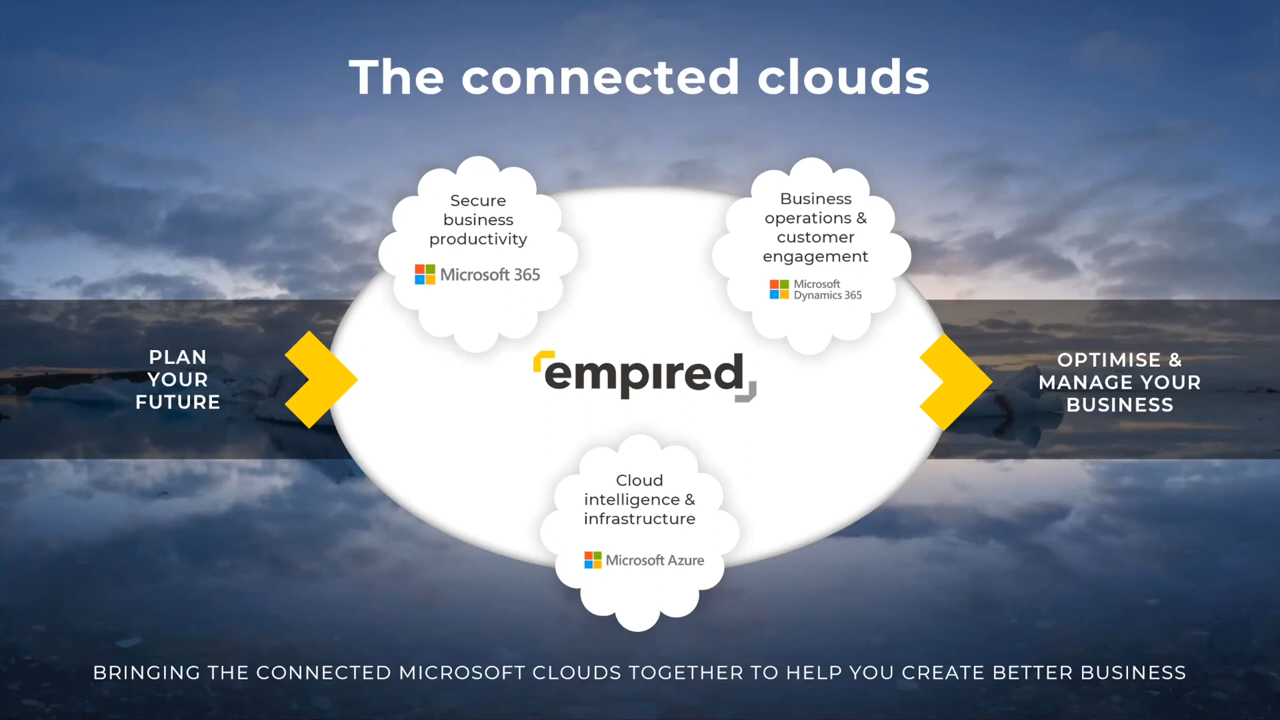 The connected clouds
Secure
business
productivity
Microsoft 365
Business
operations &
customer
engagement
Microsoft
Dynamics 365
PLAN
YOUR
FUTURE
empired
OPTIMISE &
MANAGE YOUR
BUSINESS
Cloud
intelligence &
infrastructure
Microsoft Azure
BRINGING THE CONNECTED MICROSOFT CLOUDS TOGETHER TO HELP YOU CREATE BETTER BUSINESS